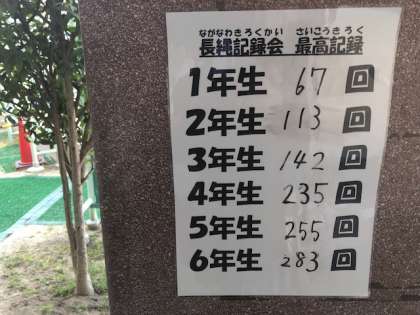 ながなわきろくかい さいこうきろく
長縄記録会 最高記録
1年生 67 回
2年生 113 回
3年生 142 回
4年生 235 回
5年生 255 回
6年生 283 回